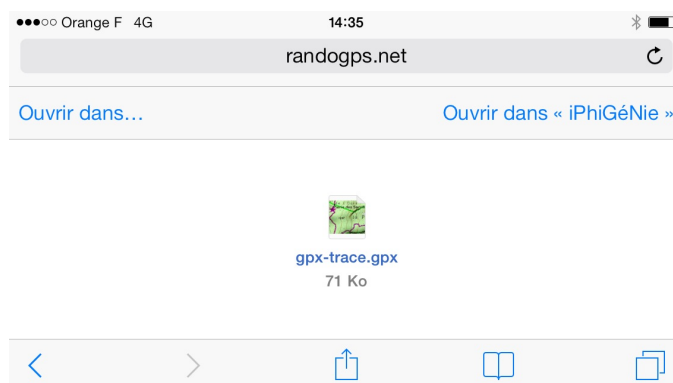 Orange F 4G 14:35
randogps.net
Ouvrir dans... Ouvrir dans « iPhiGéNie »
gpx-trace.gpx
71 Ko